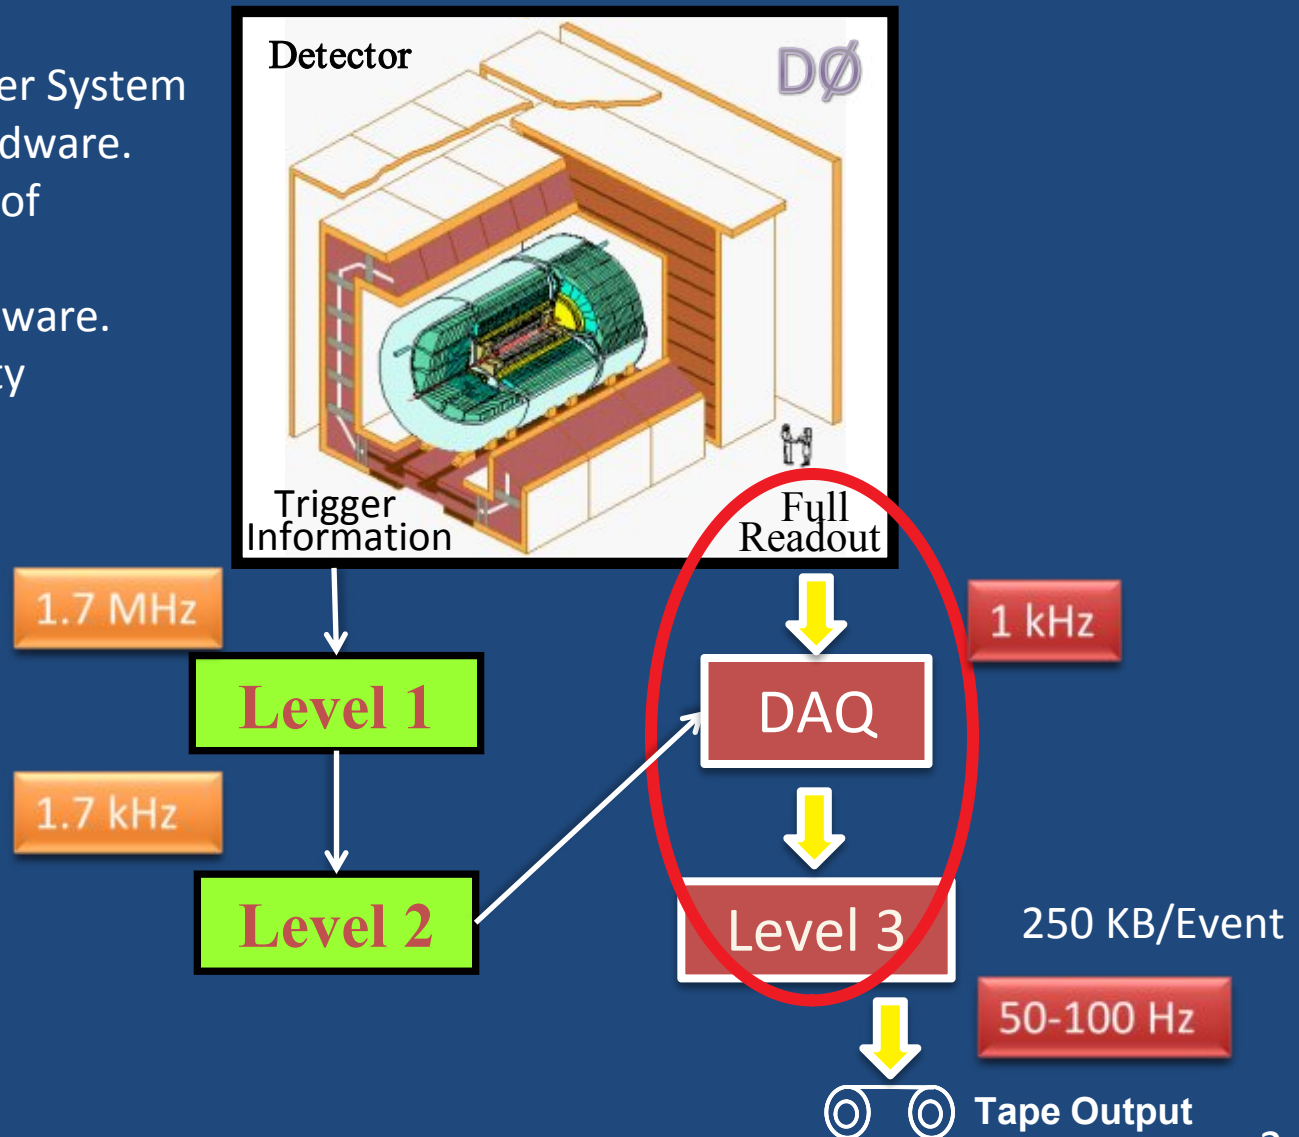 er System
dware.
of
ware.
ty
Detector
DØ
Trigger
Information
Full
Readout
1.7 MHz
1 kHz
Level 1
DAQ
1.7 kHz
Level 2
Level 3
250 KB/Event
50-100 Hz
Tape Output